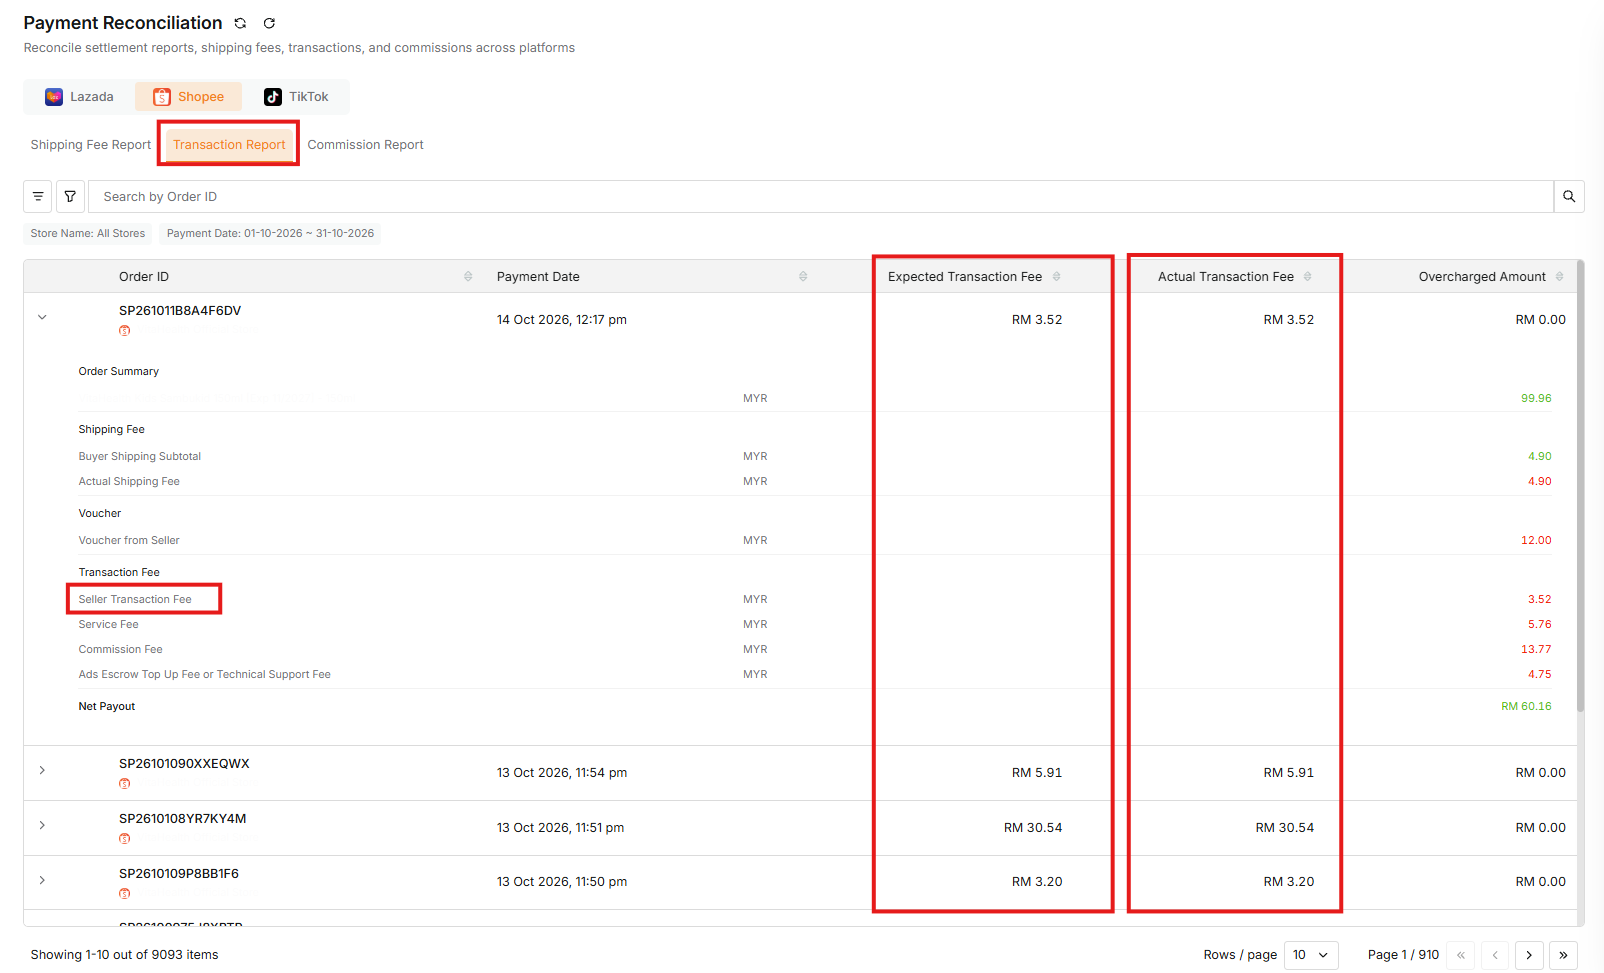 Payment Reconciliation
Reconcile settlement reports, shipping fees, transactions, and commissions across platforms
Lazada Shopee TikTok
Shipping Fee Report Transaction Report Commission Report
Search by Order ID
Store Name: All Stores Payment Date: 01-10-2026 ~ 31-10-2026
Order ID Payment Date Expected Transaction Fee Actual Transaction Fee Overcharged Amount
SP261011B8A4F6DV 14 Oct 2026, 12:17 pm RM 3.52 RM 3.52 RM 0.00
Order Summary
MYR 99.96
Shipping Fee
Buyer Shipping Subtotal MYR 4.90
Actual Shipping Fee MYR 4.90
Voucher
Voucher from Seller MYR 12.00
Transaction Fee
Seller Transaction Fee MYR 3.52
Service Fee MYR 5.76
Commission Fee MYR 13.77
Ads Escrow Top Up Fee or Technical Support Fee MYR 4.75
Net Payout RM 60.16
SP26101090XXEQWX 13 Oct 2026, 11:54 pm RM 5.91 RM 5.91 RM 0.00
SP2610108YR7KY4M 13 Oct 2026, 11:51 pm RM 30.54 RM 30.54 RM 0.00
SP2610109P8BB1F6 13 Oct 2026, 11:50 pm RM 3.20 RM 3.20 RM 0.00
Showing 1-10 out of 9093 items Rows / page 10 Page 1 / 910